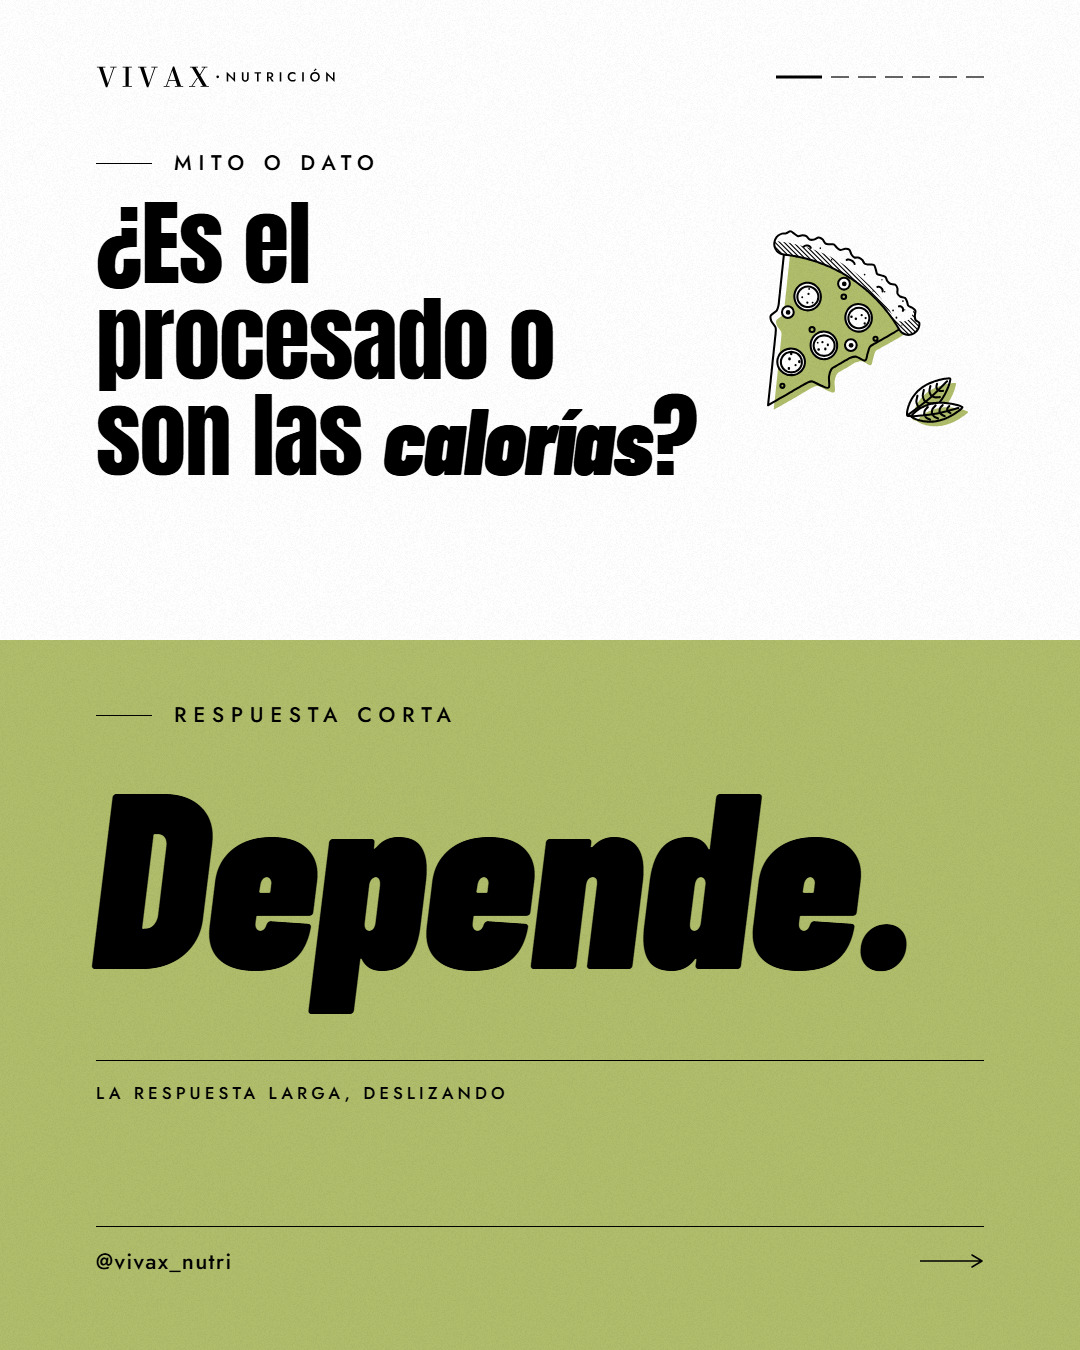 VIVAX·NUTRICIÓN
MITO O DATO
¿Es el
procesado o
son las calorías?
RESPUESTA CORTA
Depende.
LA RESPUESTA LARGA, DESLIZANDO
@vivax_nutri